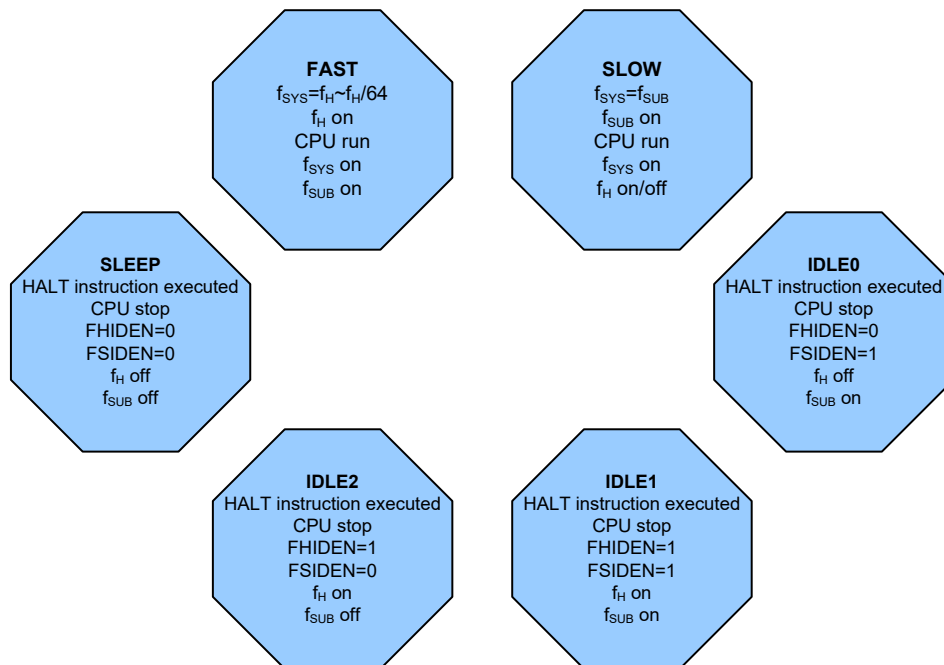 FAST
fSYS=fH~fH/64
fH on
CPU run
fSYS on
fSUB on
SLOW
fSYS=fSUB
fSUB on
CPU run
fSYS on
fH on/off
SLEEP
HALT instruction executed
CPU stop
FHIDEN=0
FSIDEN=0
fH off
fSUB off
IDLE0
HALT instruction executed
CPU stop
FHIDEN=0
FSIDEN=1
fH off
fSUB on
IDLE2
HALT instruction executed
CPU stop
FHIDEN=1
FSIDEN=0
fH on
fSUB off
IDLE1
HALT instruction executed
CPU stop
FHIDEN=1
FSIDEN=1
fH on
fSUB on